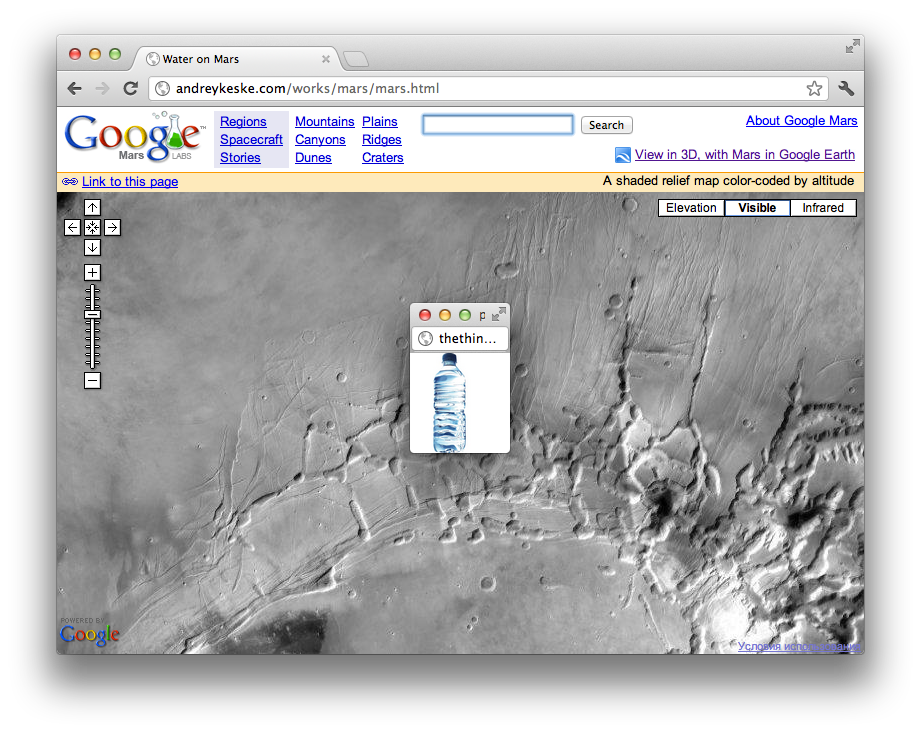 Water on Mars
andreykeske.com/works/mars/mars.html
Google™
Mars LABS
Regions Mountains Plains
Spacecraft Canyons Ridges
Stories Dunes Craters
Search
About Google Mars
View in 3D, with Mars in Google Earth
Link to this page
A shaded relief map color-coded by altitude
Elevation Visible Infrared
p
thethin...
POWERED BY
Google
Условия использования